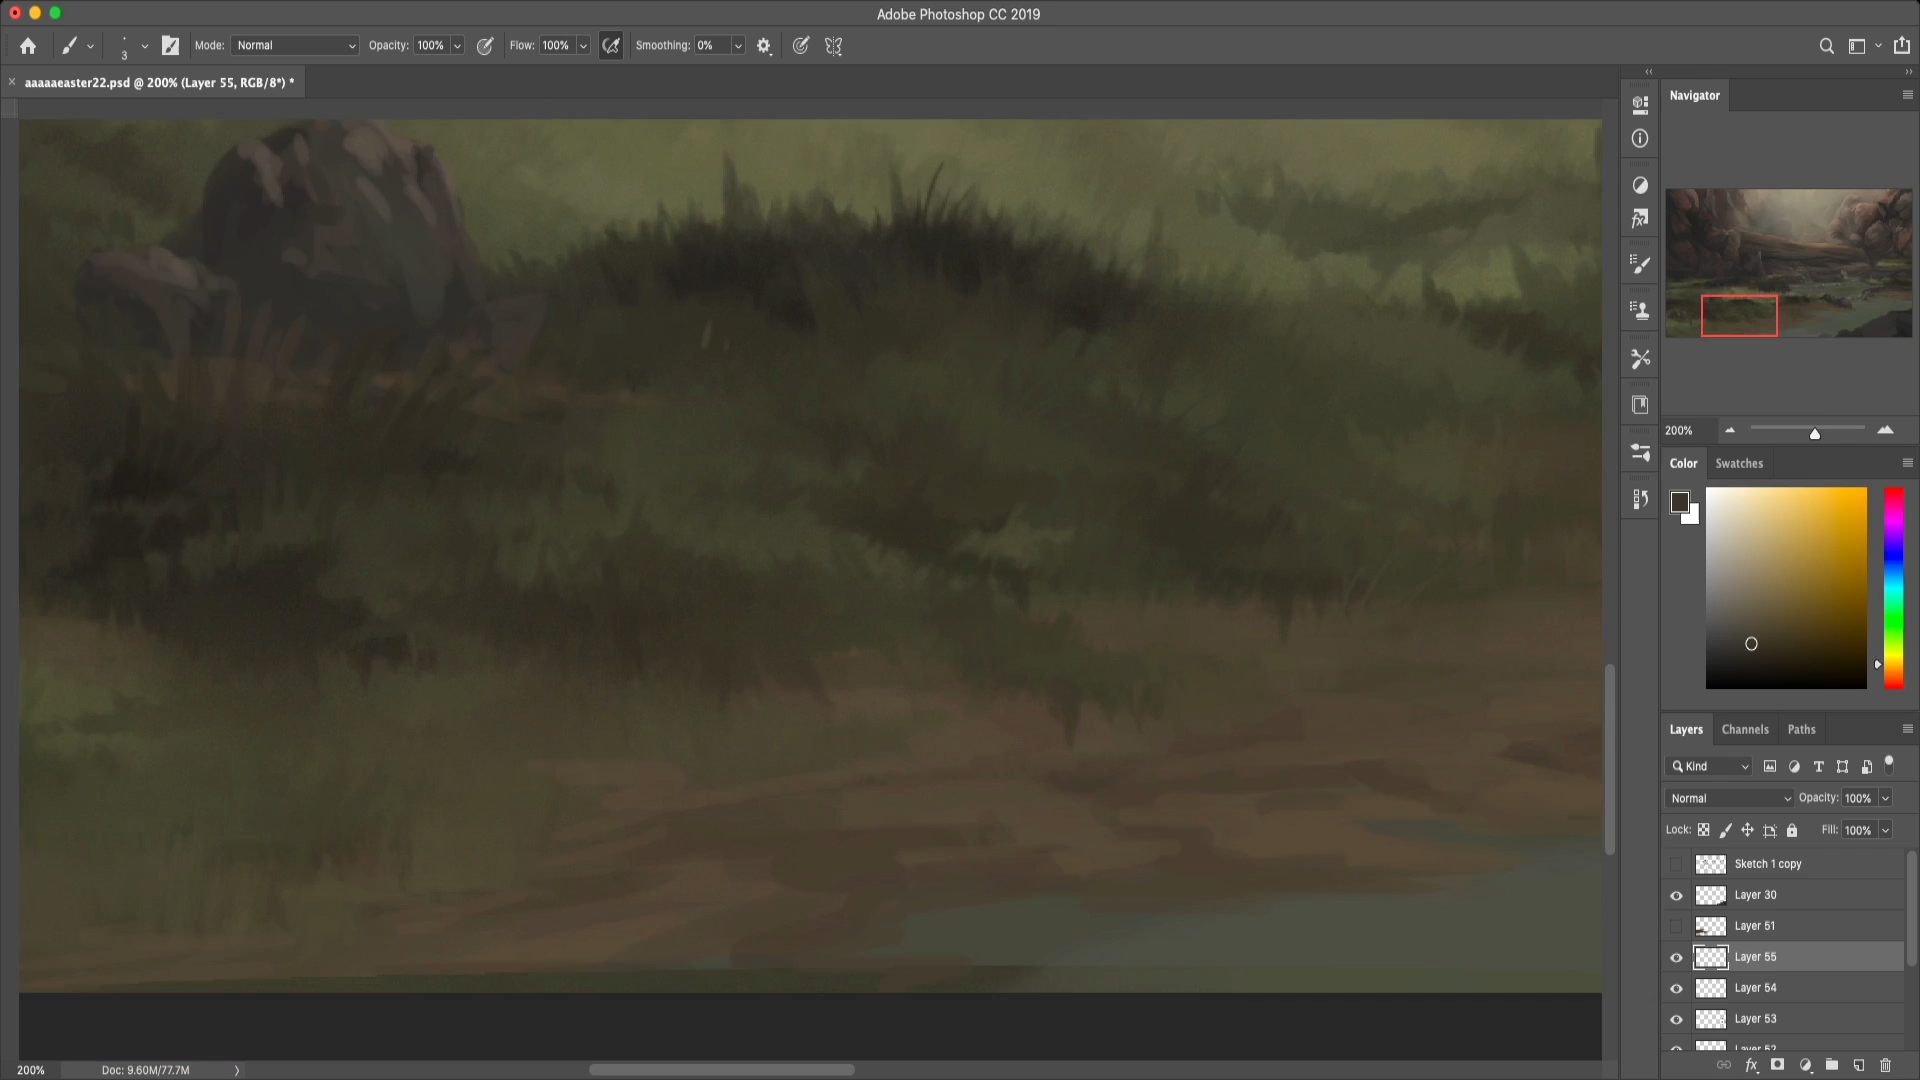 Adobe Photoshop CC 2019
3 Mode: Normal Opacity: 100% Flow: 100% Smoothing: 0%
aaaaaeaster22.psd @ 200% (Layer 55, RGB/8*) *
Navigator
200%
Color Swatches
Layers Channels Paths
Kind
Normal Opacity: 100%
Lock: Fill: 100%
Sketch 1 copy
Layer 30
Layer 51
Layer 55
Layer 54
Layer 53
Layer 52
200% Doc: 9.60M/77.7M